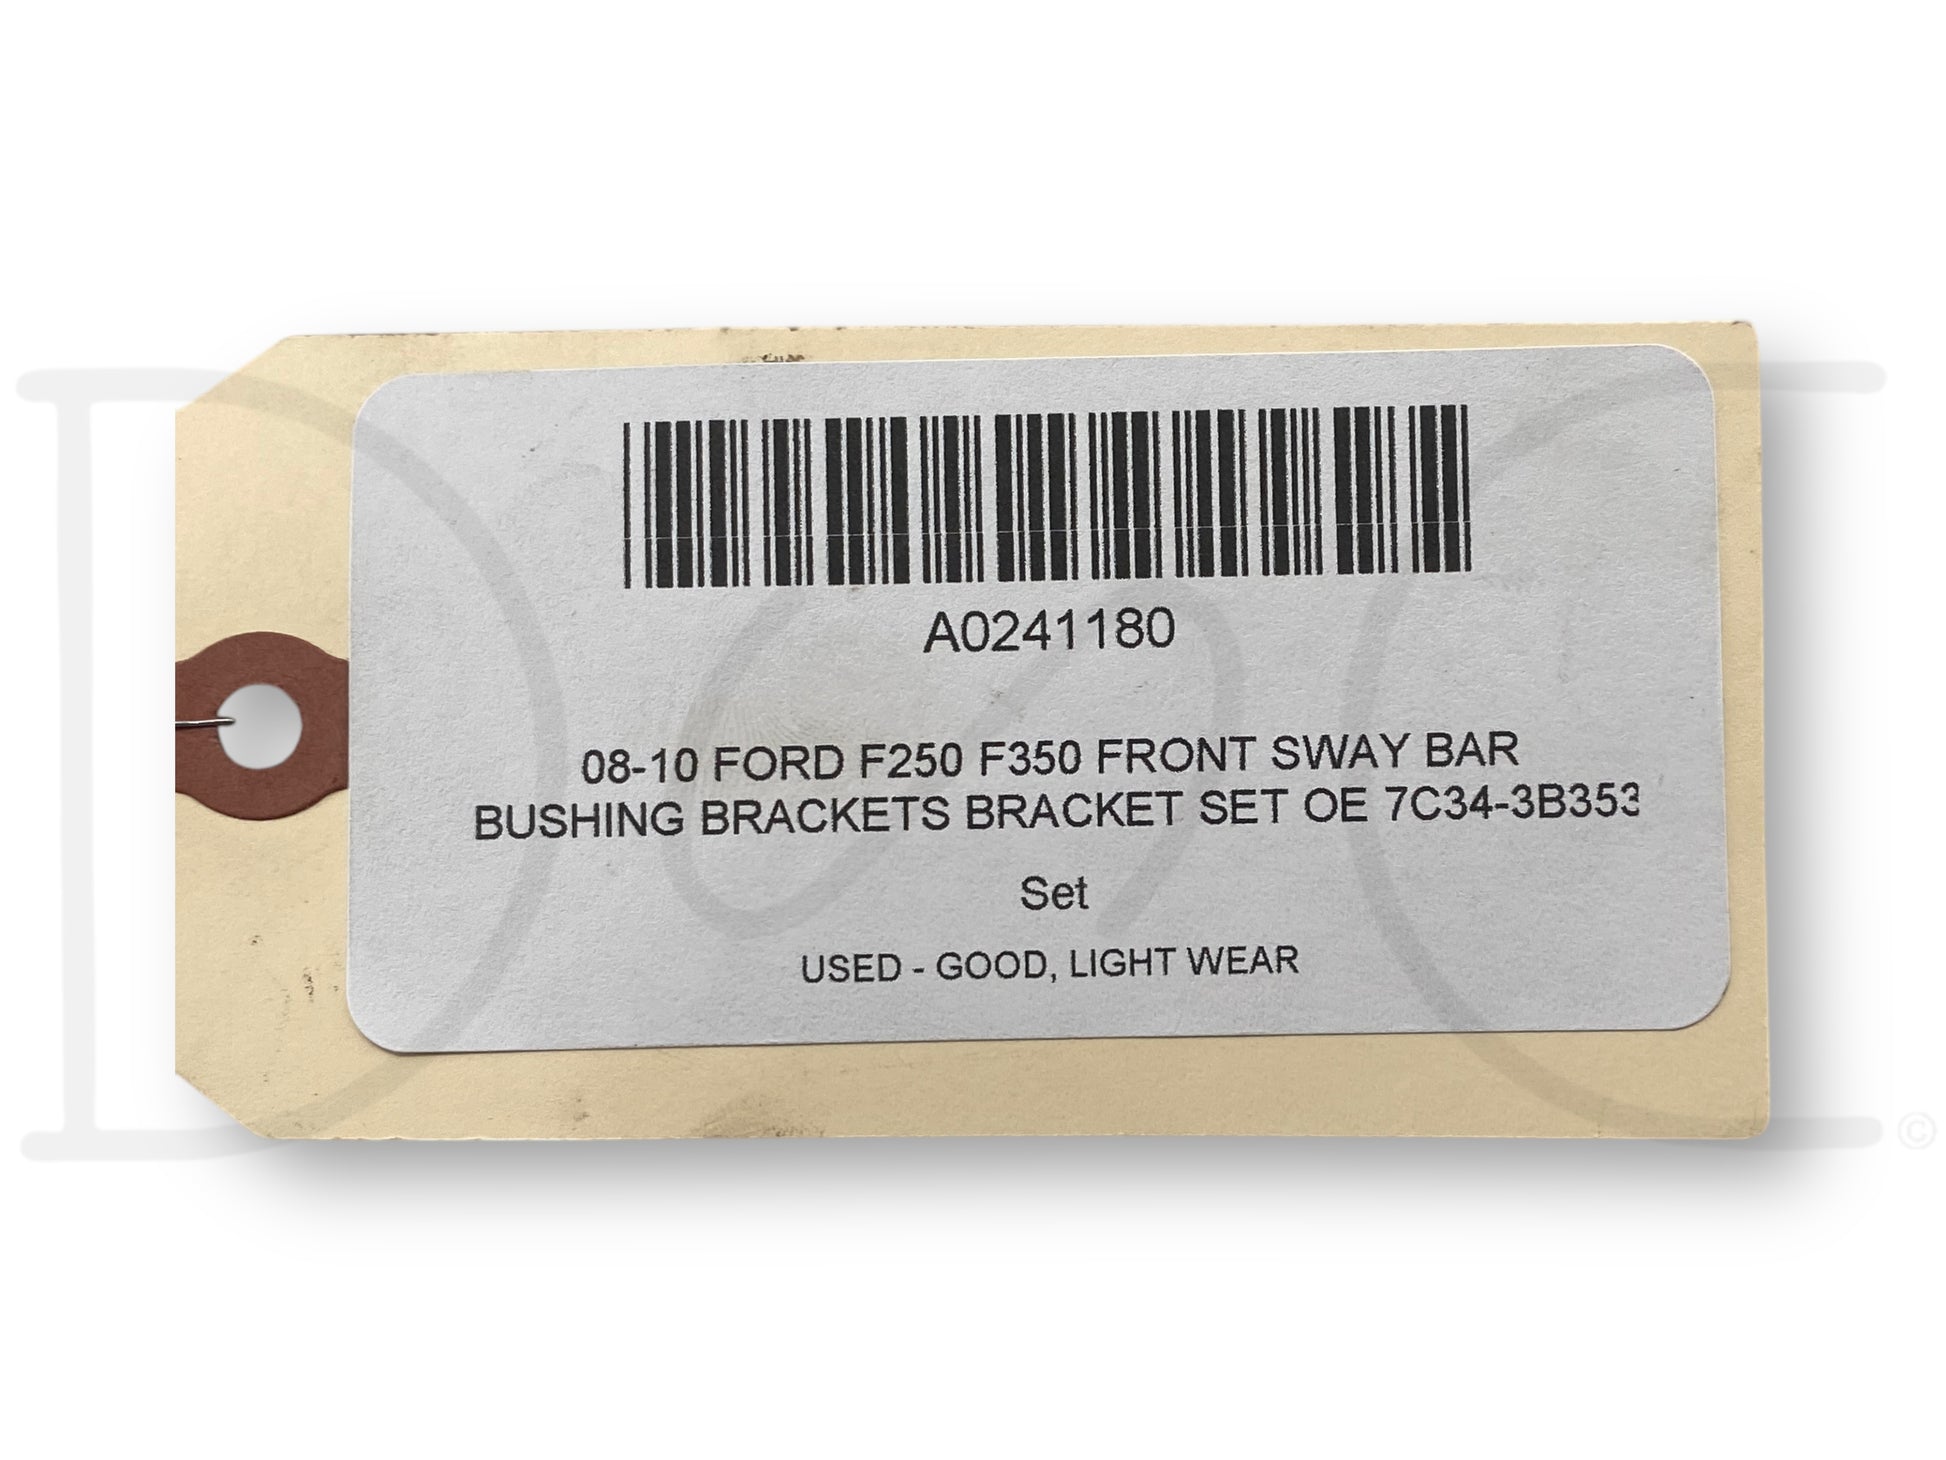 A0241180
08-10 FORD F250 F350 FRONT SWAY BAR
BUSHING BRACKETS BRACKET SET OE 7C34-3B353
Set
USED - GOOD, LIGHT WEAR
©